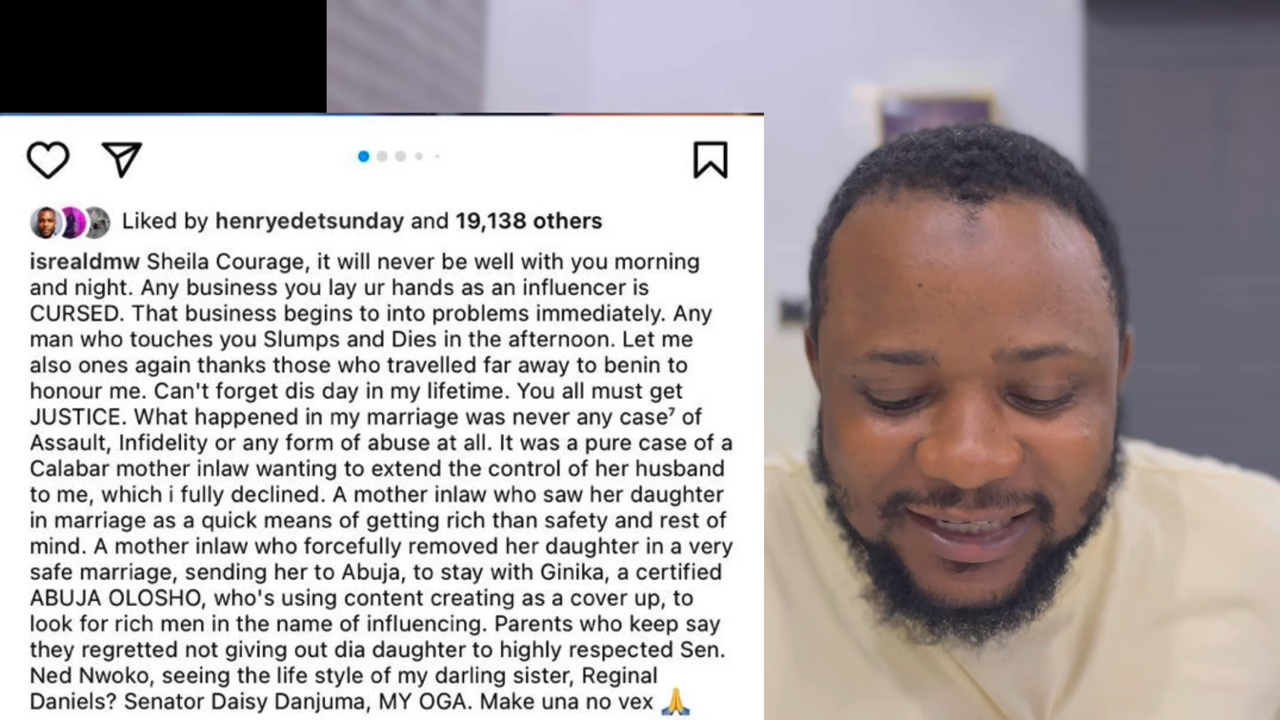 Liked by henryedetsunday and 19,138 others
isrealdmw Sheila Courage, it will never be well with you morning
and night. Any business you lay ur hands as an influencer is
CURSED. That business begins to into problems immediately. Any
man who touches you Slumps and Dies in the afternoon. Let me
also ones again thanks those who travelled far away to benin to
honour me. Can't forget dis day in my lifetime. You all must get
JUSTICE. What happened in my marriage was never any case⁷ of
Assault, Infidelity or any form of abuse at all. It was a pure case of a
Calabar mother inlaw wanting to extend the control of her husband
to me, which i fully declined. A mother inlaw who saw her daughter
in marriage as a quick means of getting rich than safety and rest of
mind. A mother inlaw who forcefully removed her daughter in a very
safe marriage, sending her to Abuja, to stay with Ginika, a certified
ABUJA OLOSHO, who's using content creating as a cover up, to
look for rich men in the name of influencing. Parents who keep say
they regretted not giving out dia daughter to highly respected Sen.
Ned Nwoko, seeing the life style of my darling sister, Reginal
Daniels? Senator Daisy Danjuma, MY OGA. Make una no vex 🙏